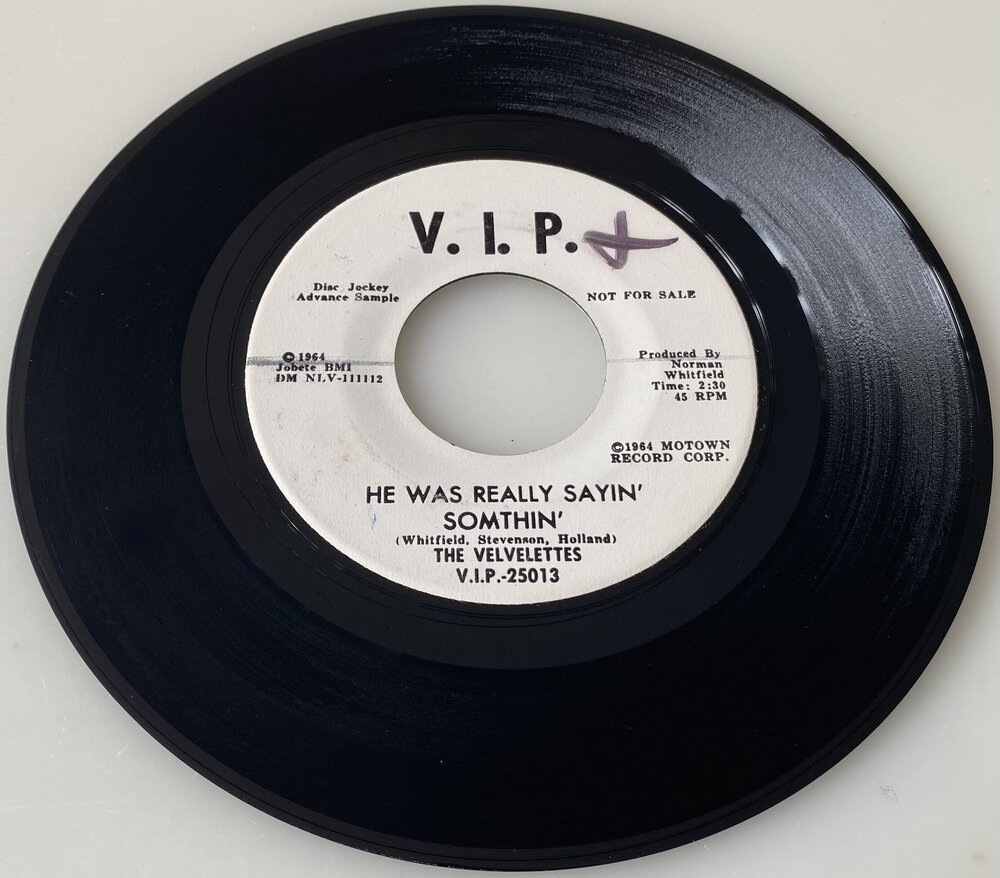 V. I. P.
Disc Jockey
Advance Sample
NOT FOR SALE
© 1964
Jobete BMI
DM NLV-111112
Produced By
Norman
Whitfield
Time: 2:30
45 RPM
©1964 MOTOWN
RECORD CORP.
HE WAS REALLY SAYIN'
SOMTHIN'
(Whitfield, Stevenson, Holland)
THE VELVELETTES
V.I.P.-25013